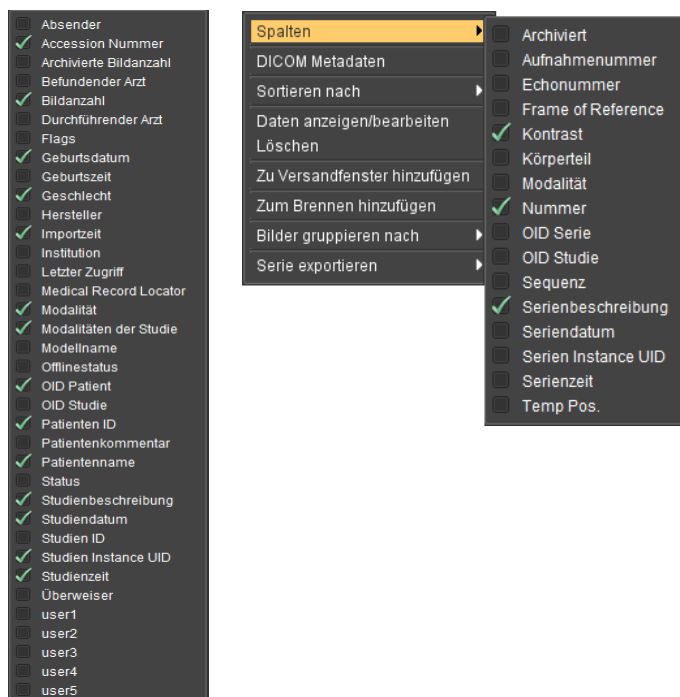 Absender
Accession Nummer
Archivierte Bildanzahl
Befundender Arzt
Bildanzahl
Durchführender Arzt
Flags
Geburtsdatum
Geburtszeit
Geschlecht
Hersteller
Importzeit
Institution
Letzter Zugriff
Medical Record Locator
Modalität
Modalitäten der Studie
Modellname
Offlinestatus
OID Patient
OID Studie
Patienten ID
Patientenkommentar
Patientenname
Status
Studienbeschreibung
Studiendatum
Studien ID
Studien Instance UID
Studienzeit
Überweiser
user1
user2
user3
user4
user5
Spalten
DICOM Metadaten
Sortieren nach
Daten anzeigen/bearbeiten
Löschen
Zu Versandfenster hinzufügen
Zum Brennen hinzufügen
Bilder gruppieren nach
Serie exportieren
Archiviert
Aufnahmenummer
Echonummer
Frame of Reference
Kontrast
Körperteil
Modalität
Nummer
OID Serie
OID Studie
Sequenz
Serienbeschreibung
Seriendatum
Serien Instance UID
Serienzeit
Temp Pos.